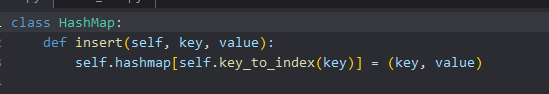 class HashMap:
    def insert(self, key, value):
        self.hashmap[self.key_to_index(key)] = (key, value)